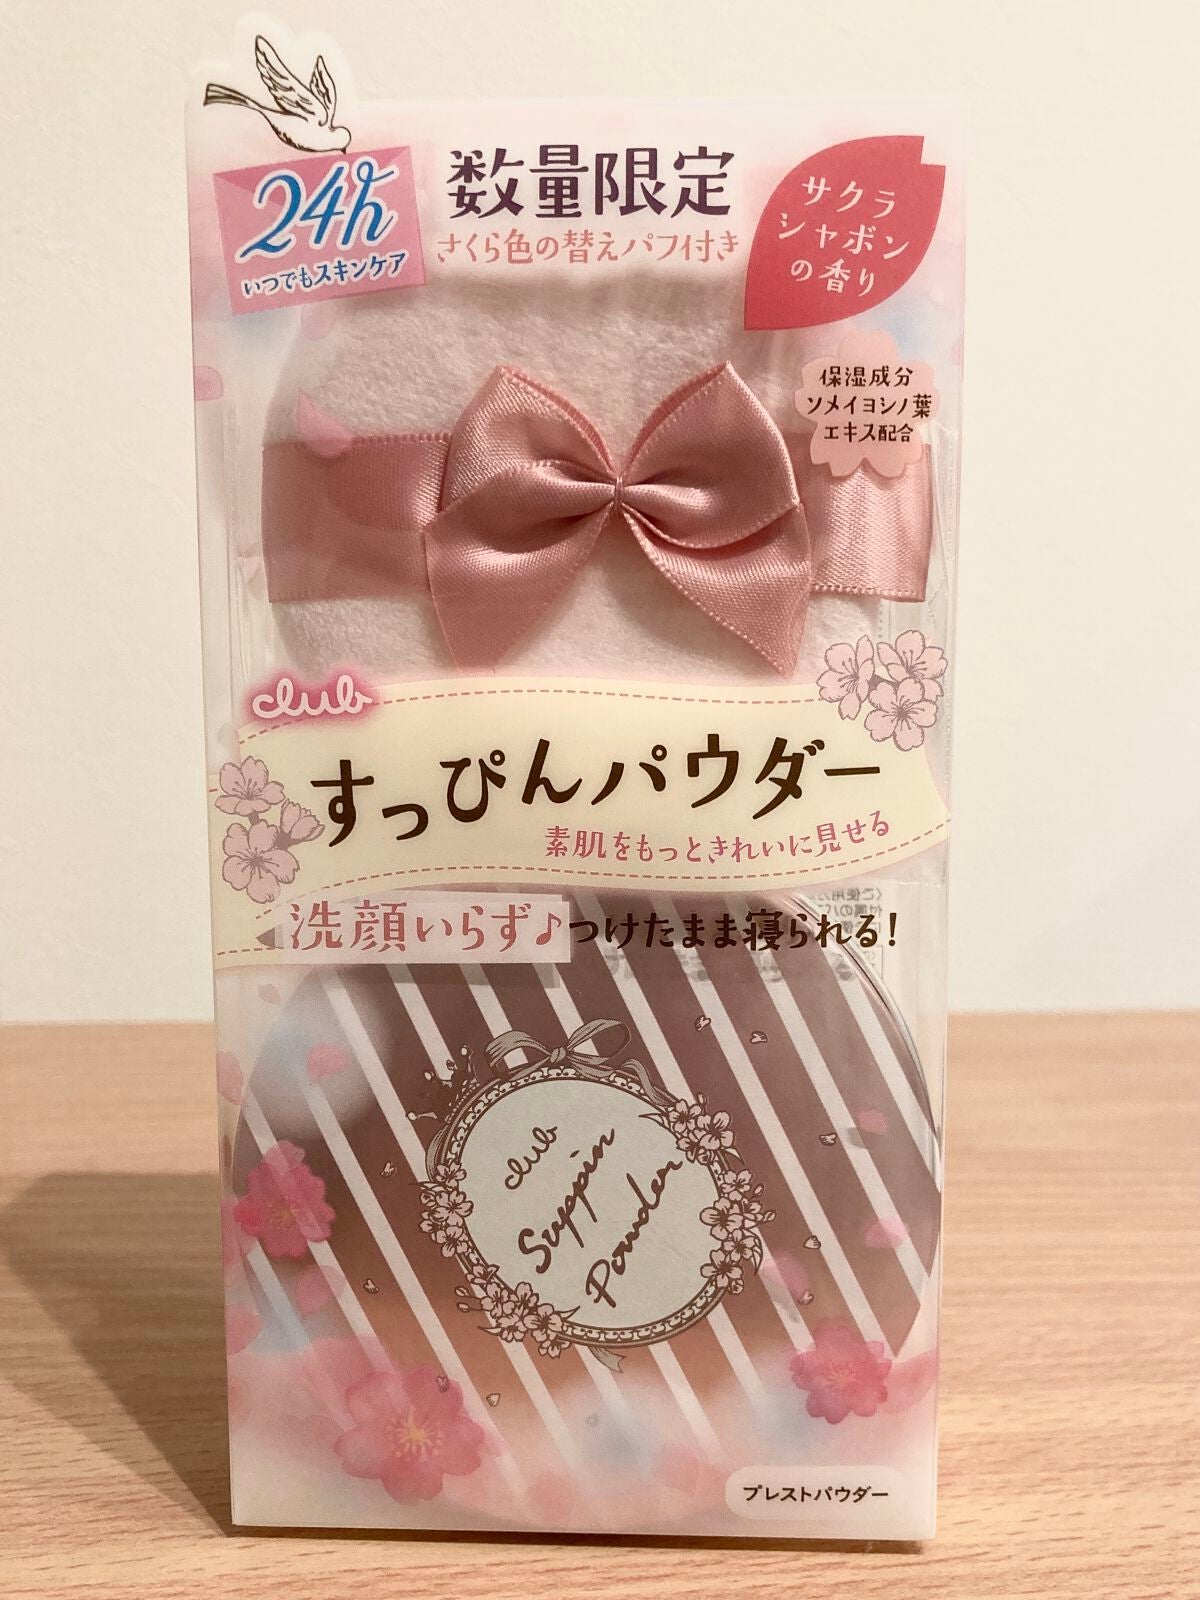 24h
いつでもスキンケア
数量限定
さくら色の替えパフ付き
サクラ
シャボン
の香り
保湿成分
ソメイヨシノ葉
エキス配合
club
すっぴんパウダー
素肌をもっときれいに見せる
洗顔いらず♪つけたまま寝られる!
club
Suppin
Powder
プレストパウダー